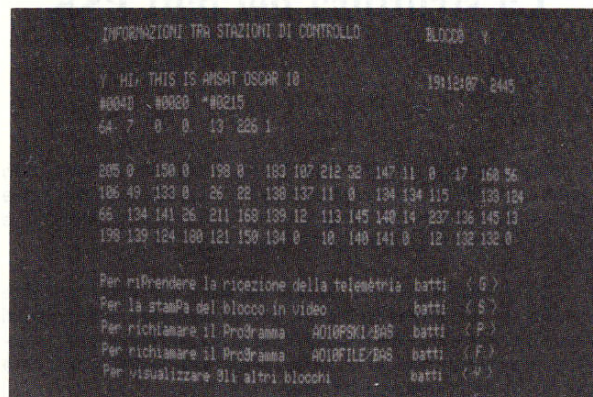 INFORMAZIONI TRA STAZIONI DI CONTROLLO BLOCCO Y
Y HI, THIS IS AMSAT OSCAR 10 19:12:07 2445
#004D #0020 *#0215
64 7 0 0 13 226 1
205 0 150 0 198 0 183 107 212 52 147 11 0 17 160 56
106 49 133 0 26 22 138 137 11 0 134 134 115 133 124
66 134 141 26 211 168 139 12 113 145 140 14 237 136 145 13
198 139 124 180 121 150 134 0 10 140 141 0 12 132 132 0
Per riPrendere la ricezione della telemetria batti < G >
Per la stamPa del blocco in video batti < S >
Per richiamare il Programma AO10PSK1/BAS batti < P >
Per richiamare il Programma AO10FILE/BAS batti < F >
Per visualizzare gli altri blocchi batti < Y >